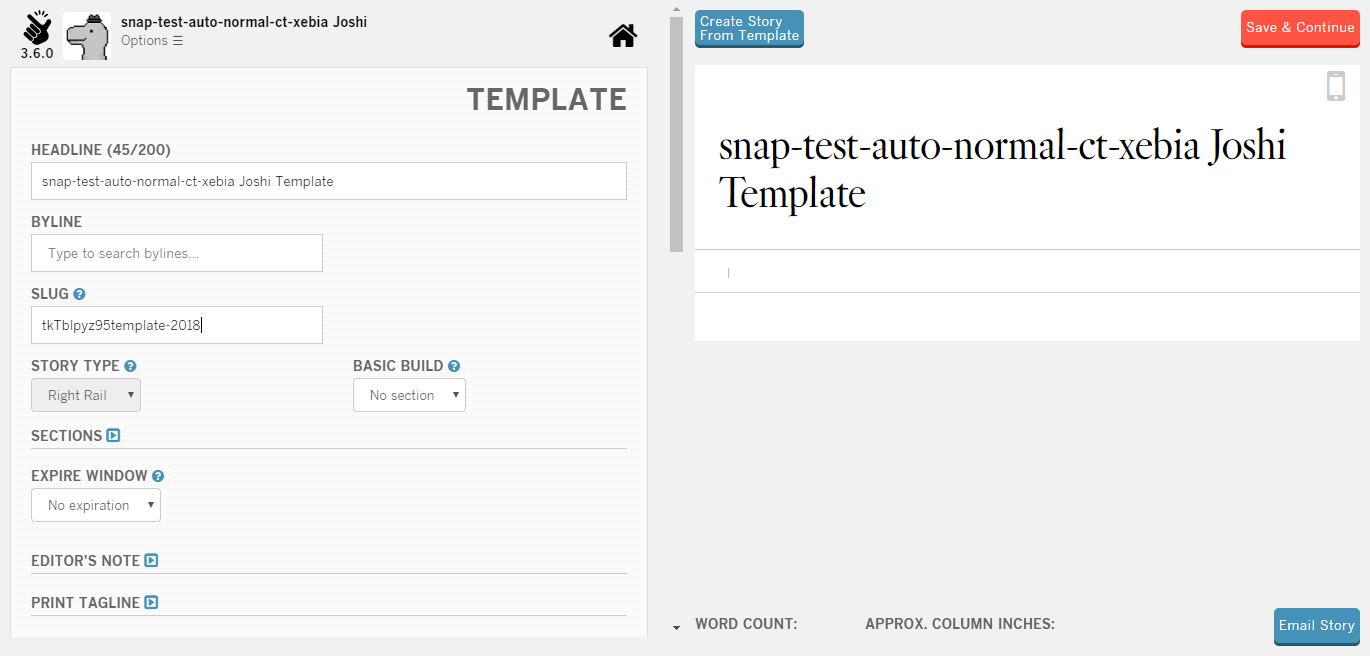 snap-test-auto-normal-ct-xebia Joshi
Options
3.6.0
TEMPLATE
HEADLINE (45/200)
snap-test-auto-normal-ct-xebia Joshi Template
BYLINE
Type to search bylines...
SLUG
tkTblpyz95template-2018
STORY TYPE
BASIC BUILD
Right Rail
No section
SECTIONS
EXPIRE WINDOW
No expiration
EDITOR'S NOTE
PRINT TAGLINE
Create Story
From Template
Save & Continue
snap-test-auto-normal-ct-xebia Joshi
Template
WORD COUNT:
APPROX. COLUMN INCHES:
Email Story